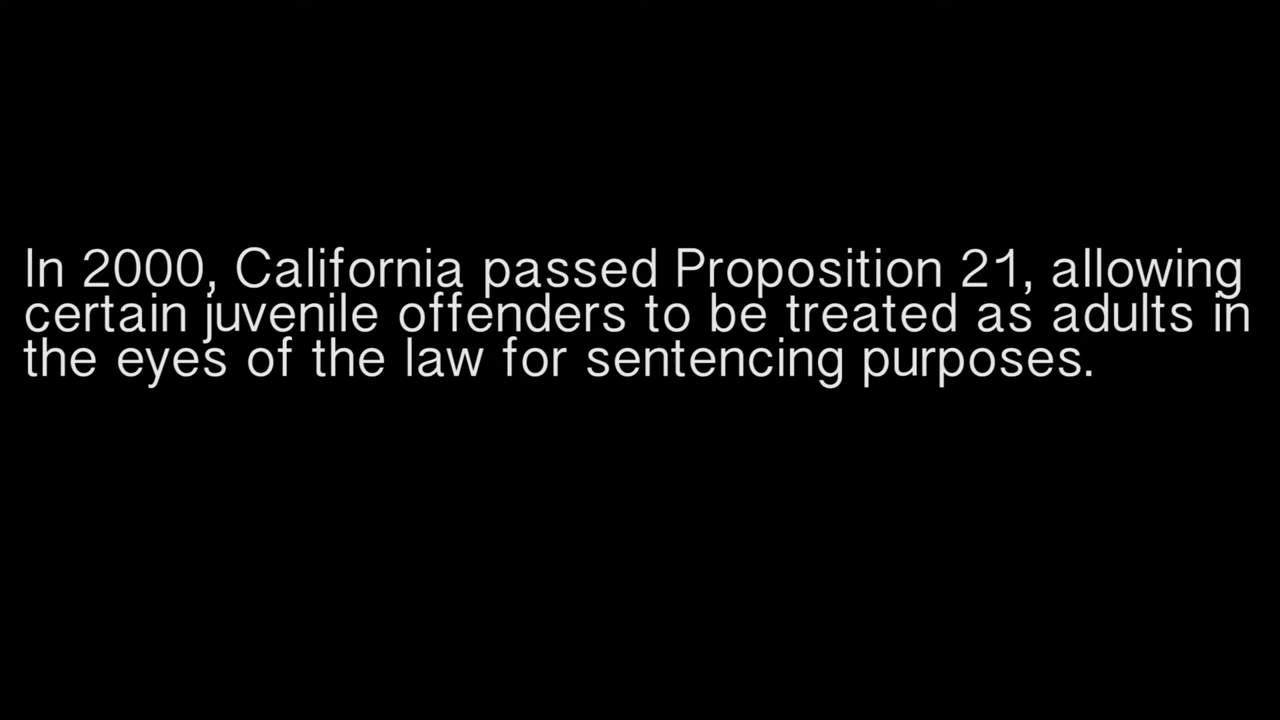 In 2000, California passed Proposition 21, allowing
certain juvenile offenders to be treated as adults in
the eyes of the law for sentencing purposes.